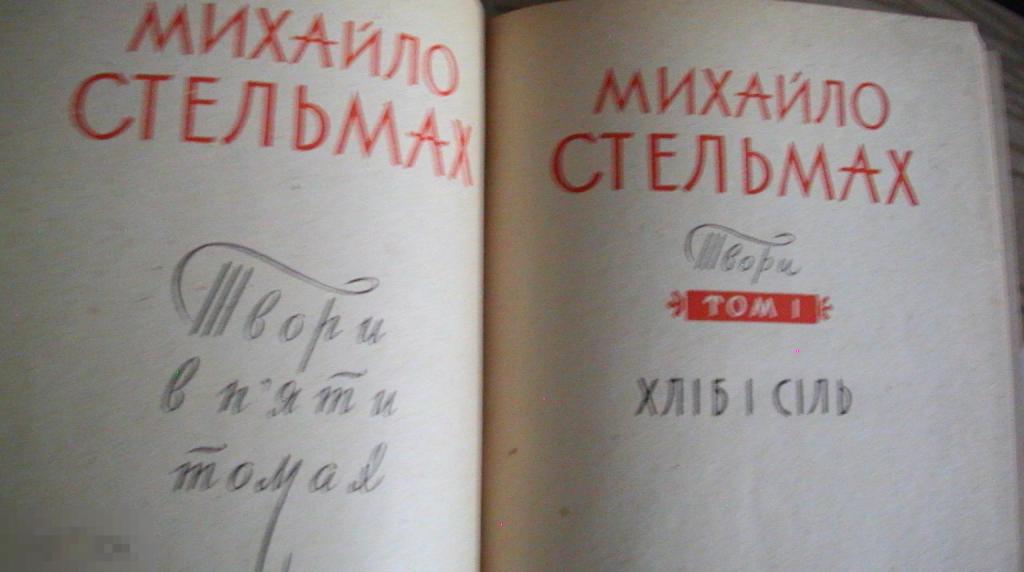 МИХАЙЛО
СТЕЛЬМАХ
Твори
в п'яти
томах
МИХАЙЛО
СТЕЛЬМАХ
Твори
ТОМ І
ХЛІБ І СІЛЬ